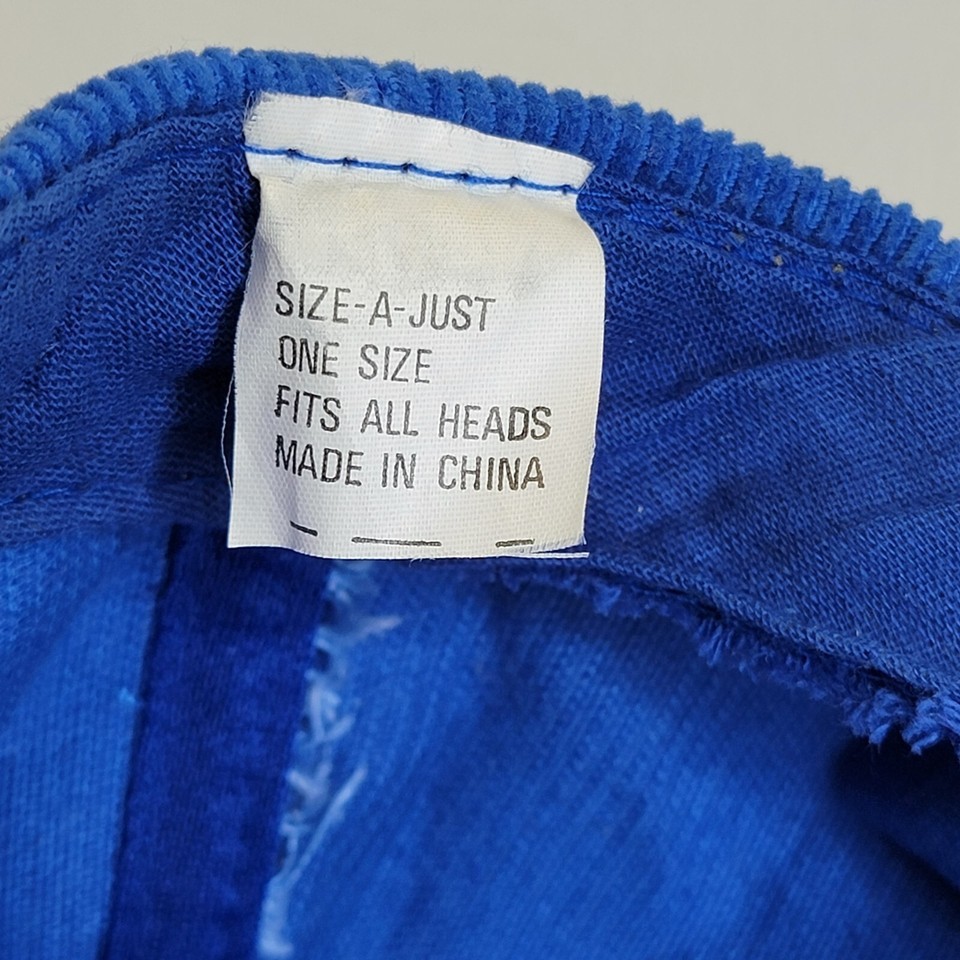 SIZE-A-JUST
ONE SIZE
FITS ALL HEADS
MADE IN CHINA